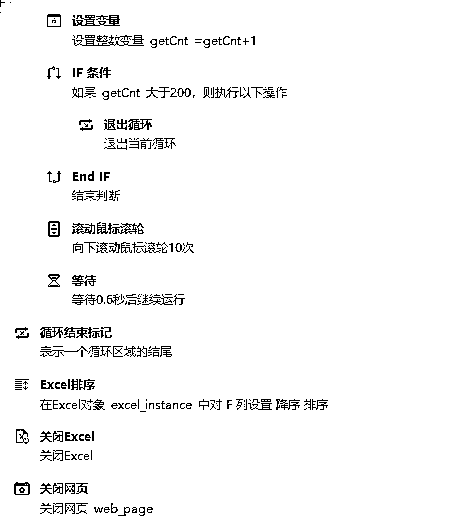 设置变量
设置整数变量 getCnt =getCnt+1
IF 条件
如果 getCnt 大于200，则执行以下操作
退出循环
退出当前循环
End IF
结束判断
滚动鼠标滚轮
向下滚动鼠标滚轮10次
等待
等待0.6秒后继续运行
循环结束标记
表示一个循环区域的结尾
Excel排序
在Excel对象 excel_instance 中对 F 列设置 降序 排序
关闭Excel
关闭Excel
关闭网页
关闭网页 web_page